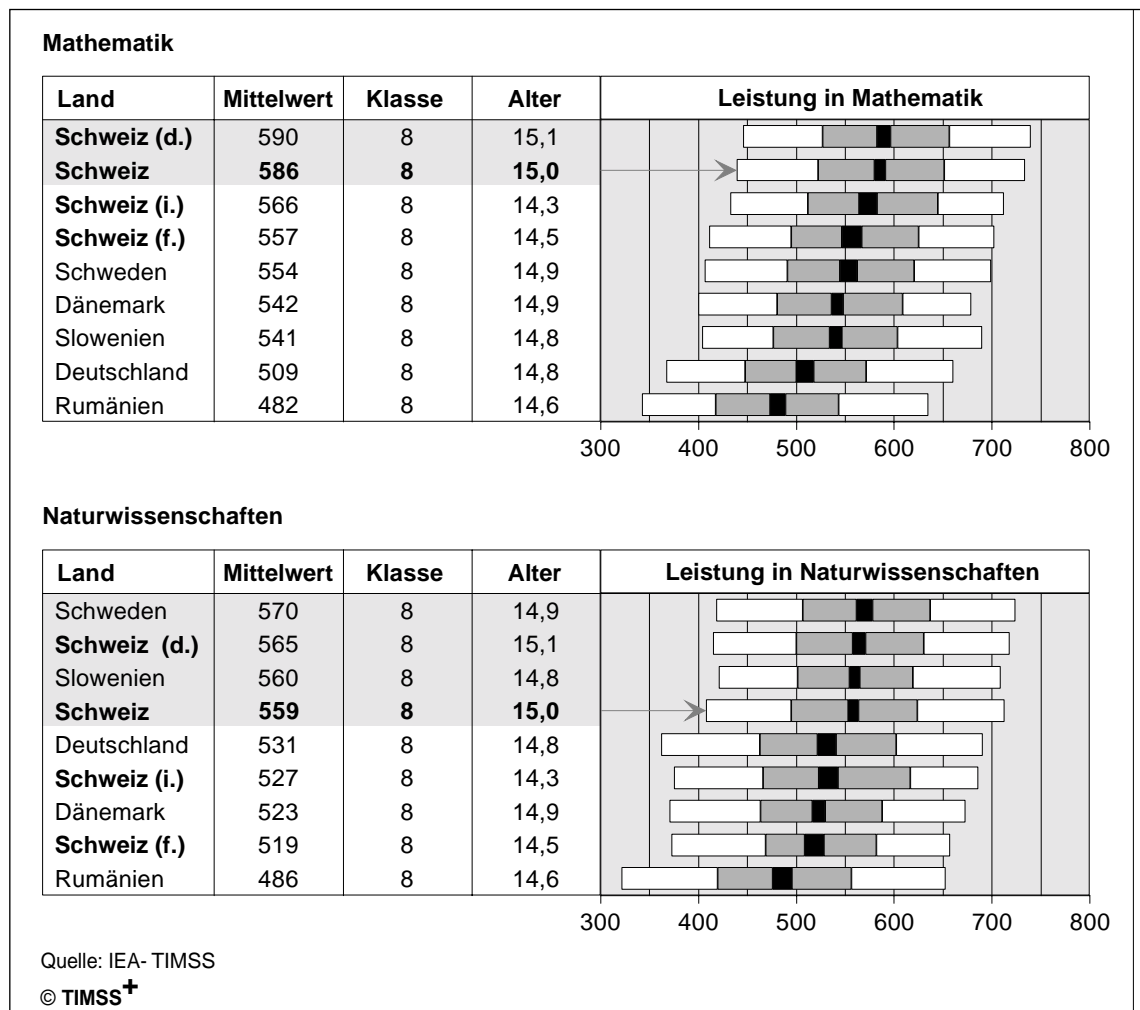 Mathematik
Land Mittelwert Klasse Alter Leistung in Mathematik
Schweiz (d.) 590 8 15,1
Schweiz 586 8 15,0
Schweiz (i.) 566 8 14,3
Schweiz (f.) 557 8 14,5
Schweden 554 8 14,9
Dänemark 542 8 14,9
Slowenien 541 8 14,8
Deutschland 509 8 14,8
Rumänien 482 8 14,6
300 400 500 600 700 800
Naturwissenschaften
Land Mittelwert Klasse Alter Leistung in Naturwissenschaften
Schweden 570 8 14,9
Schweiz (d.) 565 8 15,1
Slowenien 560 8 14,8
Schweiz 559 8 15,0
Deutschland 531 8 14,8
Schweiz (i.) 527 8 14,3
Dänemark 523 8 14,9
Schweiz (f.) 519 8 14,5
Rumänien 486 8 14,6
300 400 500 600 700 800
Quelle: IEA- TIMSS
© TIMSS+